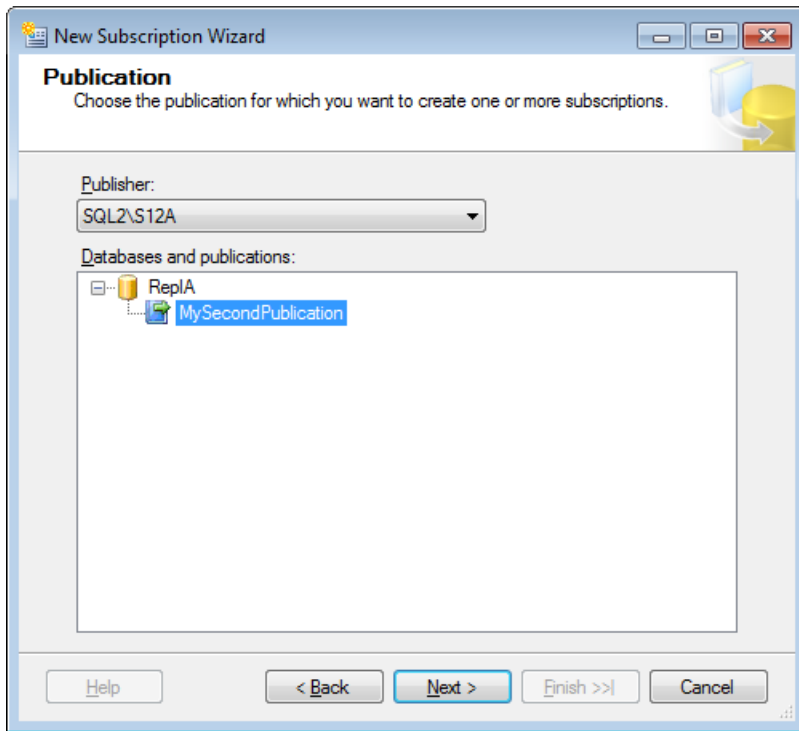 New Subscription Wizard
Publication
Choose the publication for which you want to create one or more subscriptions.
Publisher:
SQL2\S12A
Databases and publications:
ReplA
MySecondPublication
Help
< Back
Next >
Finish >>|
Cancel